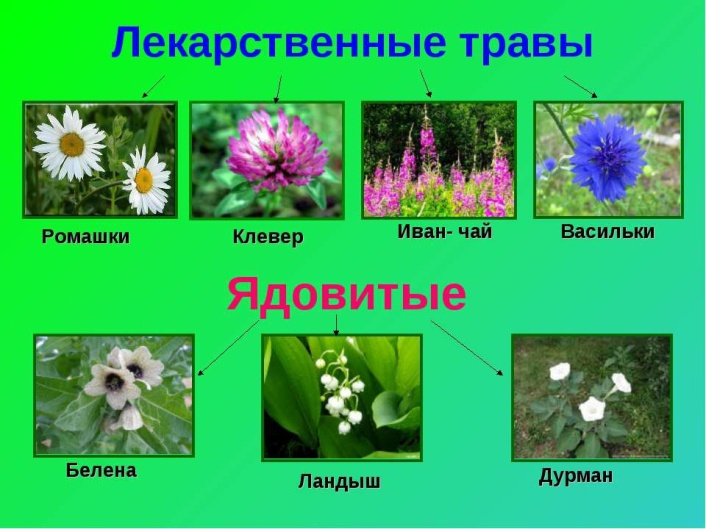 Лекарственные травы
Ромашки
Клевер
Иван- чай
Васильки
Ядовитые
Белена
Ландыш
Дурман